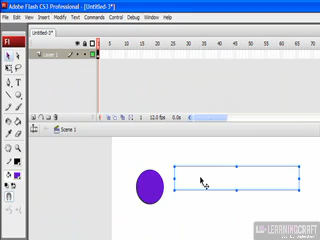 Adobe Flash CS3 Professional - [Untitled-3*]
File Edit View Insert Modify Text Commands Control Debug Window Help
Fl
Untitled-3*
5 10 15 20 25 30 35 40 45 50 55 60 65
Layer 1
1 12.0 fps 0.0s
Scene 1
LEARNINGCRAFT